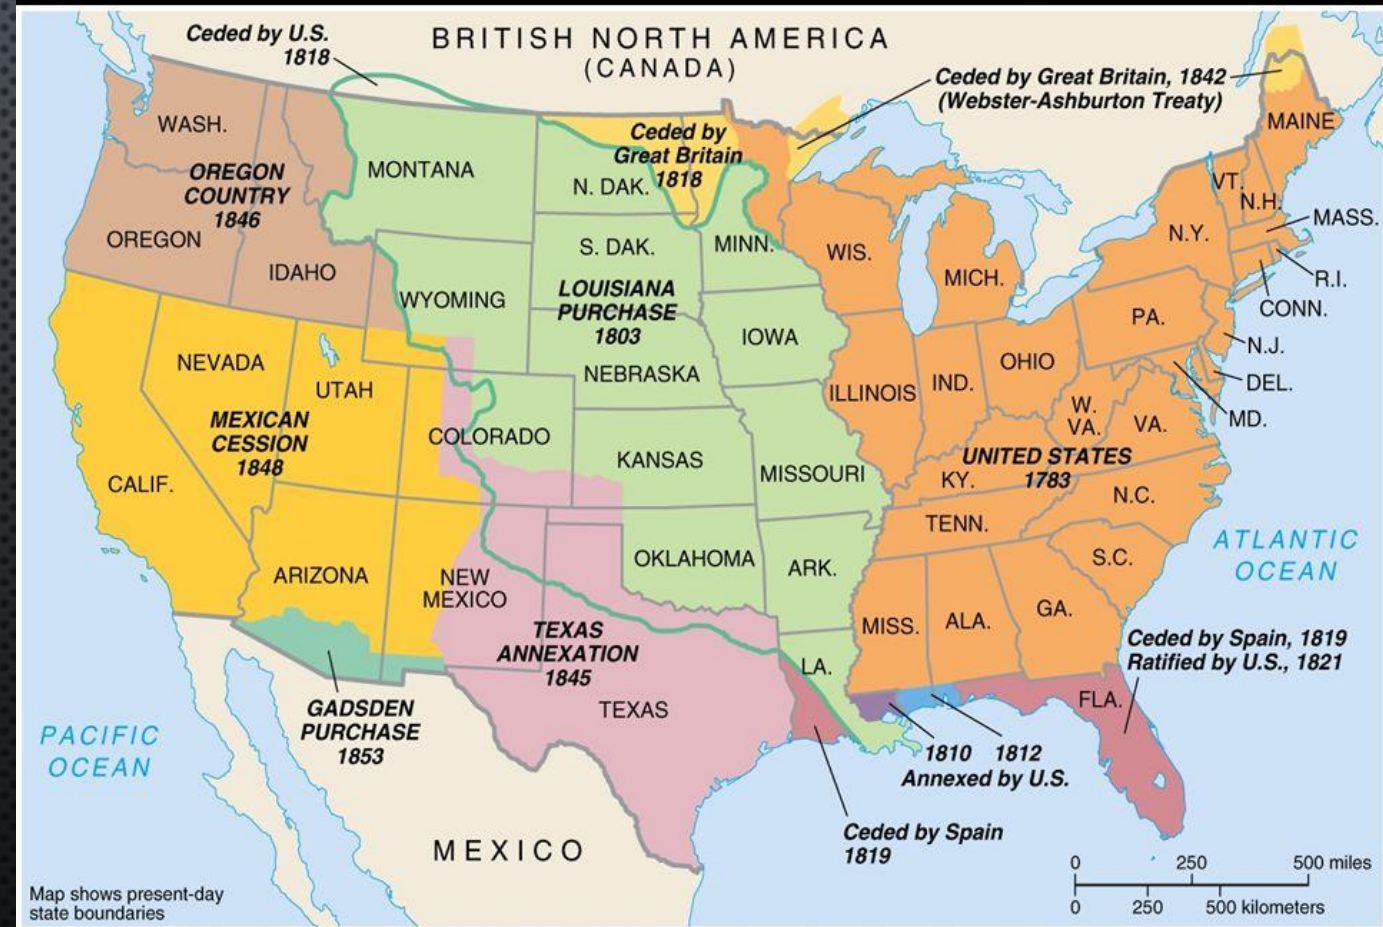 Ceded by U.S.
1818
BRITISH NORTH AMERICA
(CANADA)
Ceded by Great Britain, 1842
(Webster-Ashburton Treaty)
WASH.
OREGON
COUNTRY
1846
OREGON
IDAHO
MONTANA
Ceded by
Great Britain
1818
N. DAK.
S. DAK.
MINN.
WYOMING
LOUISIANA
PURCHASE
1803
IOWA
NEBRASKA
WIS.
MICH.
MAINE
VT.
N.H.
MASS.
N.Y.
R.I.
CONN.
PA.
N.J.
DEL.
MD.
OHIO
IND.
ILLINOIS
W.
VA.
VA.
UNITED STATES
1783
KY.
N.C.
TENN.
S.C.
NEVADA
UTAH
MEXICAN
CESSION
1848
CALIF.
COLORADO
KANSAS
MISSOURI
ARIZONA
NEW
MEXICO
OKLAHOMA
ARK.
MISS.
ALA.
GA.
ATLANTIC
OCEAN
TEXAS
ANNEXATION
1845
TEXAS
LA.
Ceded by Spain, 1819
Ratified by U.S., 1821
FLA.
GADSDEN
PURCHASE
1853
PACIFIC
OCEAN
1810
1812
Annexed by U.S.
Ceded by Spain
1819
MEXICO
0 250 500 miles
0 250 500 kilometers
Map shows present-day
state boundaries